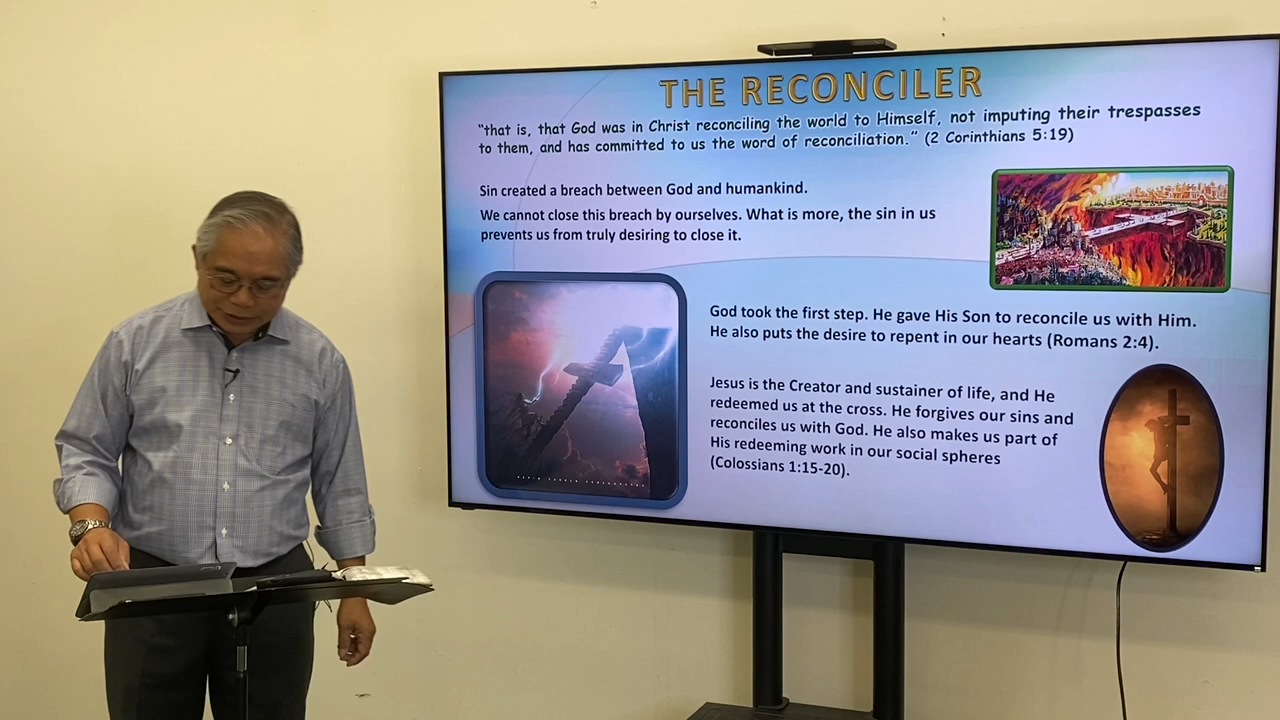 THE RECONCILER
"that is, that God was in Christ reconciling the world to Himself, not imputing their trespasses
to them, and has committed to us the word of reconciliation." (2 Corinthians 5:19)
Sin created a breach between God and humankind.
We cannot close this breach by ourselves. What is more, the sin in us
prevents us from truly desiring to close it.
God took the first step. He gave His Son to reconcile us with Him.
He also puts the desire to repent in our hearts (Romans 2:4).
Jesus is the Creator and sustainer of life, and He
redeemed us at the cross. He forgives our sins and
reconciles us with God. He also makes us part of
His redeeming work in our social spheres
(Colossians 1:15-20).